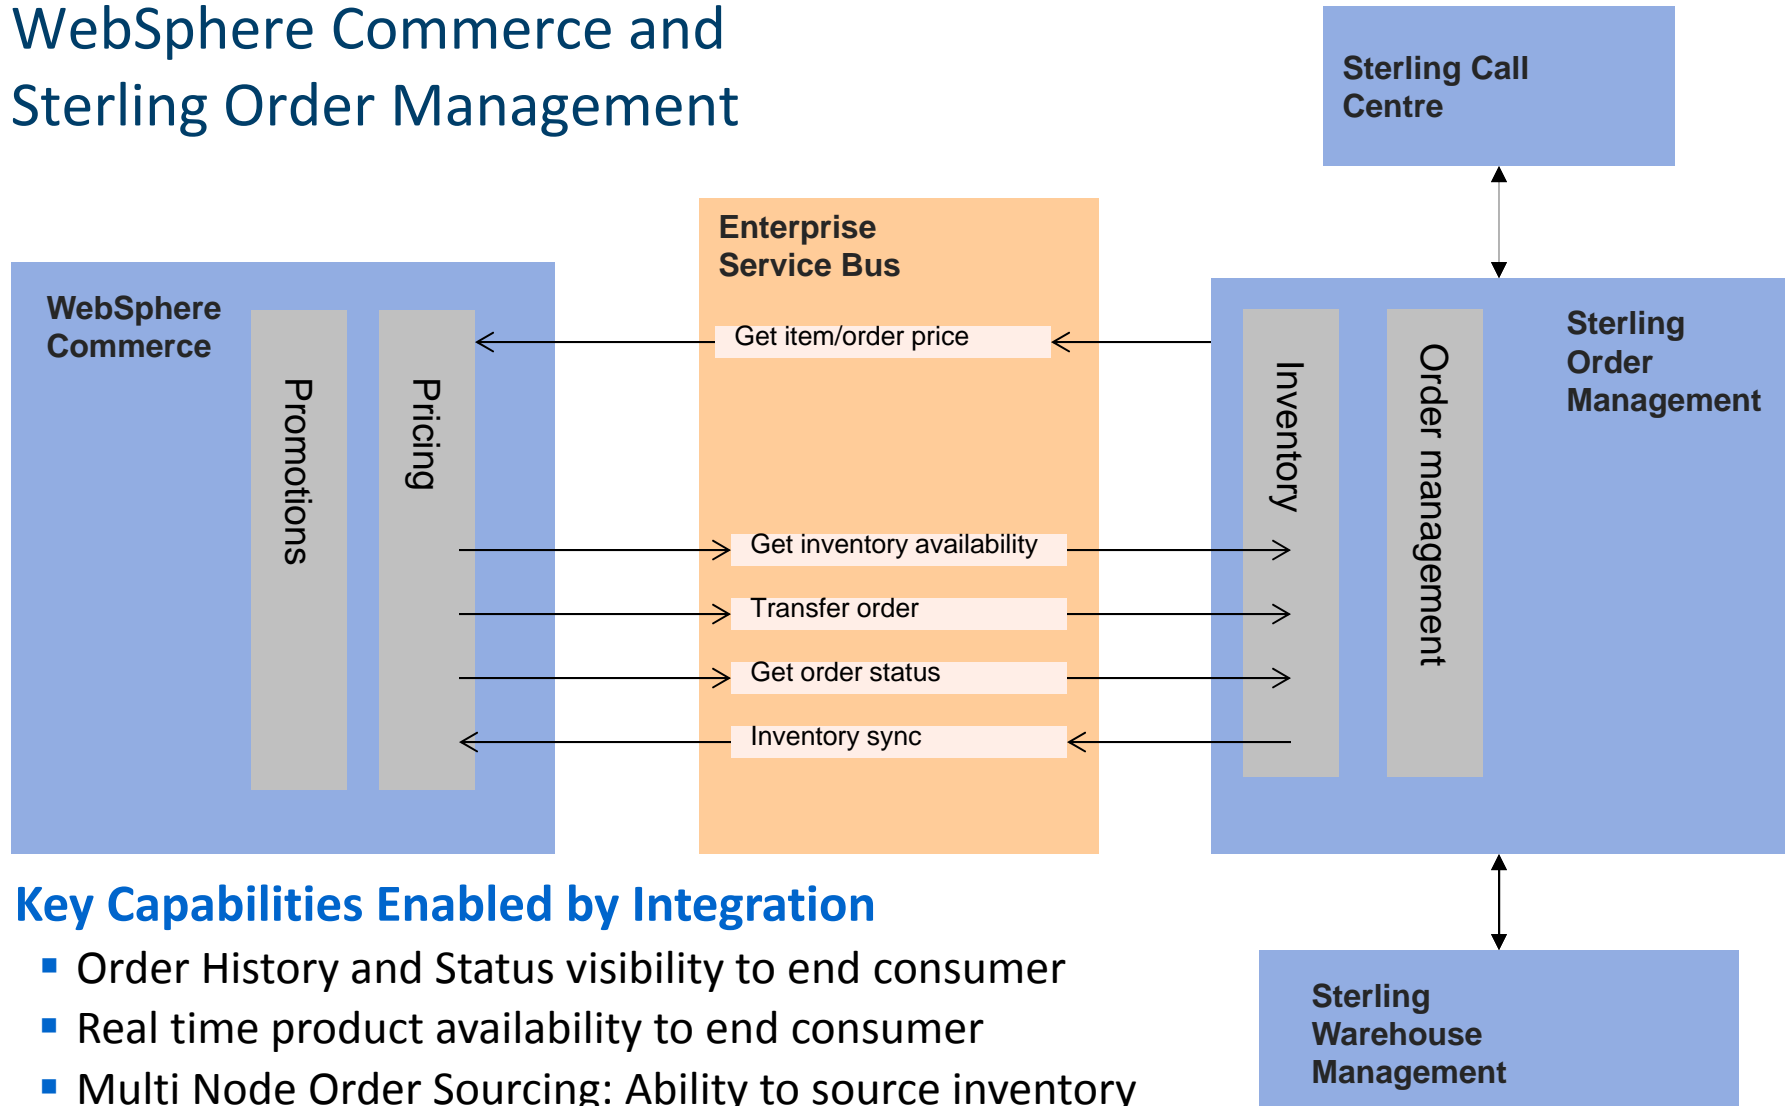 WebSphere Commerce and
Sterling Order Management
Sterling Call
Centre
Enterprise
Service Bus
WebSphere
Commerce
Promotions
Pricing
Get item/order price
Get inventory availability
Transfer order
Get order status
Inventory sync
Inventory
Order management
Sterling
Order
Management
Key Capabilities Enabled by Integration
Order History and Status visibility to end consumer
Real time product availability to end consumer
Multi Node Order Sourcing: Ability to source inventory
Sterling
Warehouse
Management